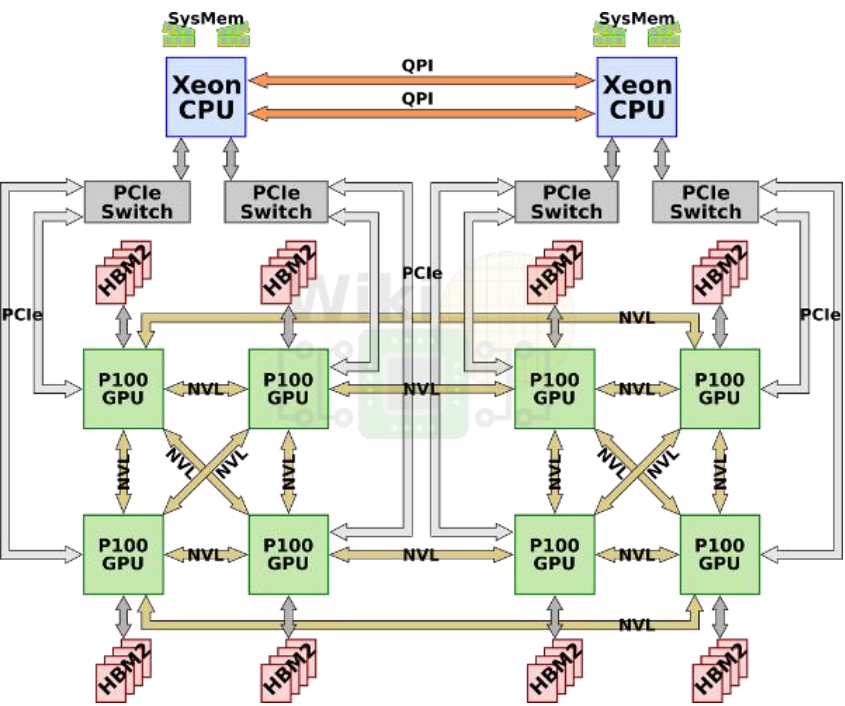 SysMem
SysMem
Xeon
CPU
QPI
QPI
Xeon
CPU
PCIe
Switch
PCIe
Switch
PCIe
Switch
PCIe
Switch
HBM2
HBM2
PCIe
HBM2
HBM2
Wiki
PCIe
NVL
PCIe
P100
GPU
NVL
P100
GPU
NVL
P100
GPU
NVL
P100
GPU
NVL
NVL
NVL
NVL
NVL
NVL
NVL
NVL
P100
GPU
NVL
P100
GPU
NVL
P100
GPU
NVL
P100
GPU
NVL
HBM2
HBM2
HBM2
HBM2